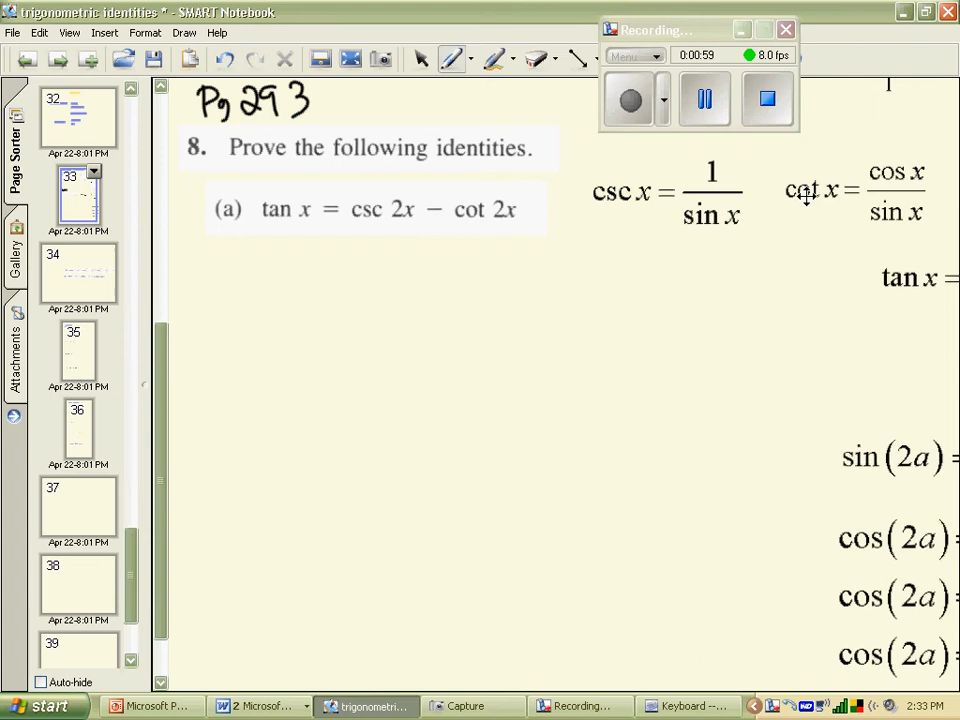 trigonometric identities * - SMART Notebook
File Edit View Insert Format Draw Help
Recording...
Menu
0:00:59
8.0 fps
Page Sorter
Gallery
Attachments
32
Apr 22-8:01 PM
33
Apr 22-8:01 PM
34
Apr 22-8:01 PM
35
Apr 22-8:01 PM
36
Apr 22-8:01 PM
37
Apr 22-8:01 PM
38
Apr 22-8:01 PM
39
Auto-hide
Pg 293
8. Prove the following identities.
(a) tan x = csc 2x − cot 2x
csc x = 1 / sin x
cot x = cos x / sin x
tan x =
sin(2a) =
cos(2a) =
cos(2a) =
cos(2a) =
start
Microsoft P...
2 Microsof...
trigonometri...
Capture
Recording...
Keyboard --...
2:33 PM